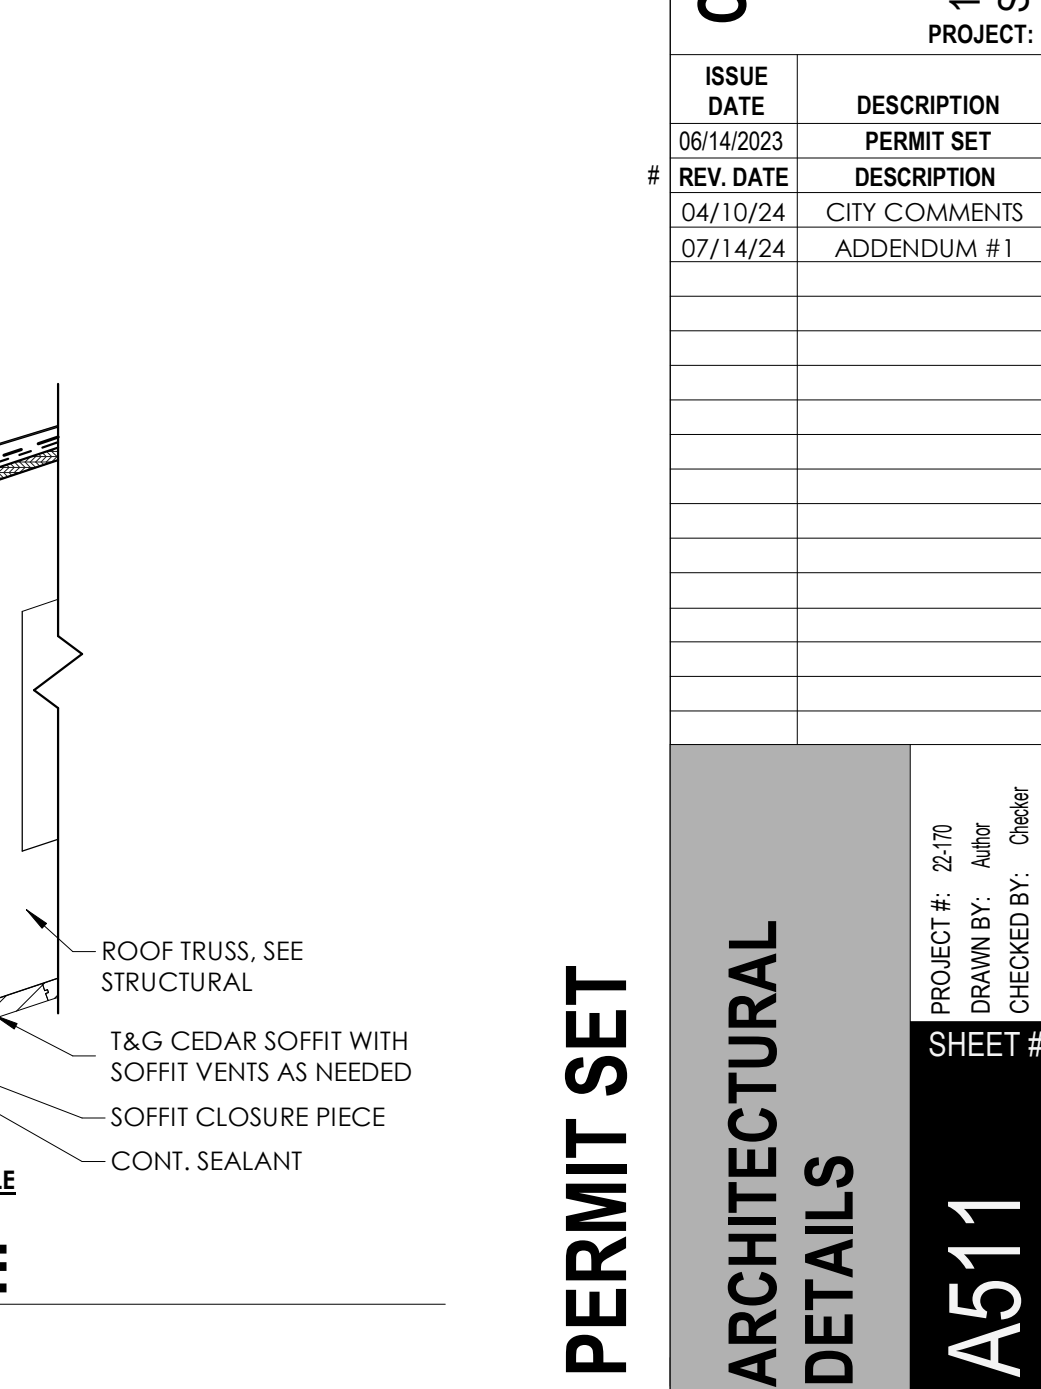 PROJECT:
ISSUE
DATE
DESCRIPTION
06/14/2023
PERMIT SET
#
REV. DATE
DESCRIPTION
04/10/24
CITY COMMENTS
07/14/24
ADDENDUM #1
ROOF TRUSS, SEE
STRUCTURAL
T&G CEDAR SOFFIT WITH
SOFFIT VENTS AS NEEDED
SOFFIT CLOSURE PIECE
CONT. SEALANT
LE
PERMIT SET
ARCHITECTURAL
DETAILS
PROJECT #: 22-170
DRAWN BY: Author
CHECKED BY: Checker
SHEET #
A511